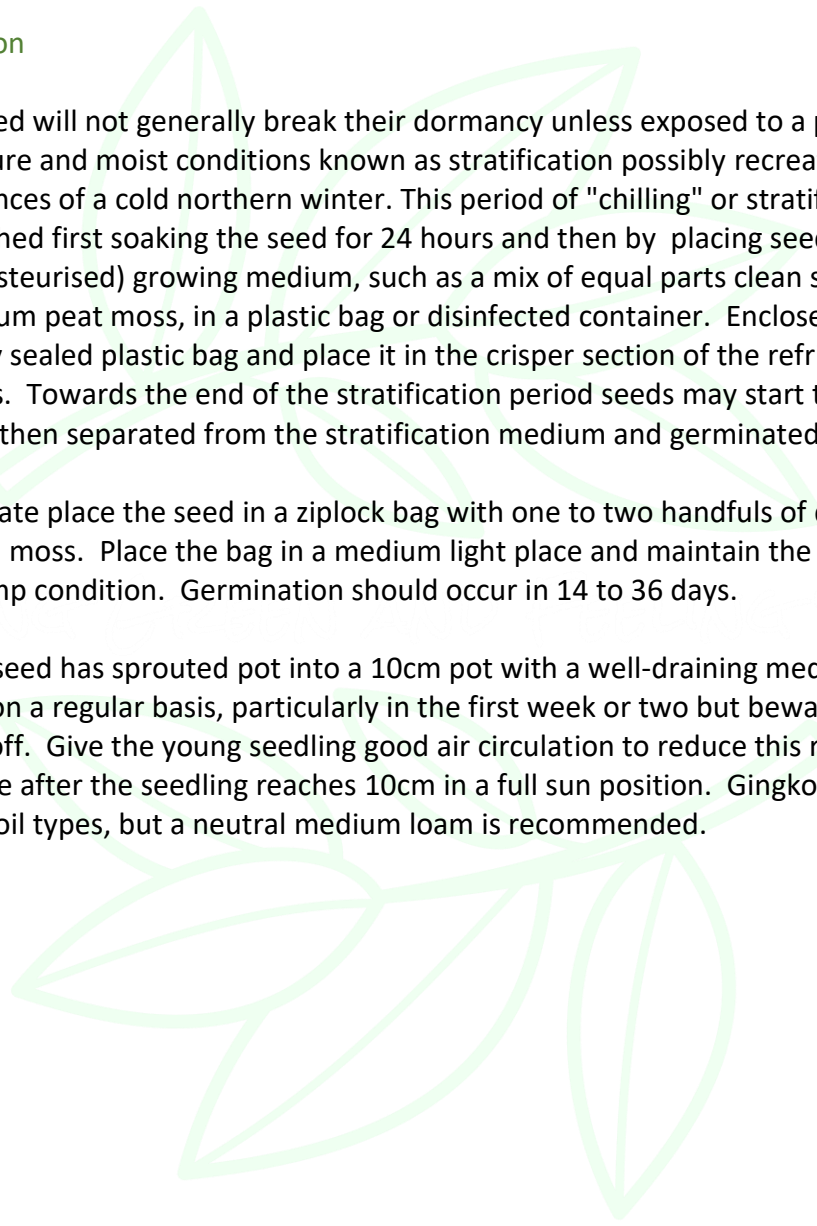 on
ed will not generally break their dormancy unless exposed to a p
ure and moist conditions known as stratification possibly recrea
nces of a cold northern winter. This period of "chilling" or stratif
ned first soaking the seed for 24 hours and then by  placing seed
steurised) growing medium, such as a mix of equal parts clean s
um peat moss, in a plastic bag or disinfected container.  Enclose
y sealed plastic bag and place it in the crisper section of the refr
s.  Towards the end of the stratification period seeds may start t
then separated from the stratification medium and germinated
ate place the seed in a ziplock bag with one to two handfuls of c
moss.  Place the bag in a medium light place and maintain the
mp condition.  Germination should occur in 14 to 36 days.
seed has sprouted pot into a 10cm pot with a well-draining med
on a regular basis, particularly in the first week or two but bewa
off.  Give the young seedling good air circulation to reduce this r
e after the seedling reaches 10cm in a full sun position.  Gingko
oil types, but a neutral medium loam is recommended.